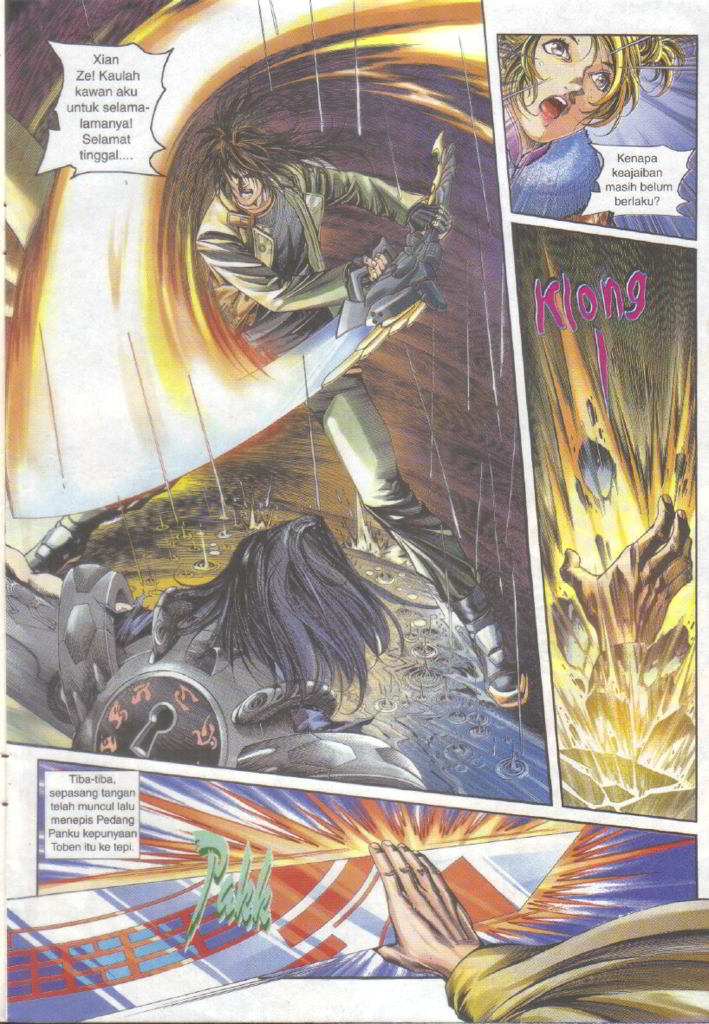 Xian
Ze! Kaulah
kawan aku
untuk selama-
lamanya!
Selamat
tinggal....
Kenapa
keajaiban
masih belum
berlaku?
Klong
!
Tiba-tiba,
sepasang tangan
telah muncul lalu
menepis Pedang
Panku kepunyaan
Toben itu ke tepi.
Pakk